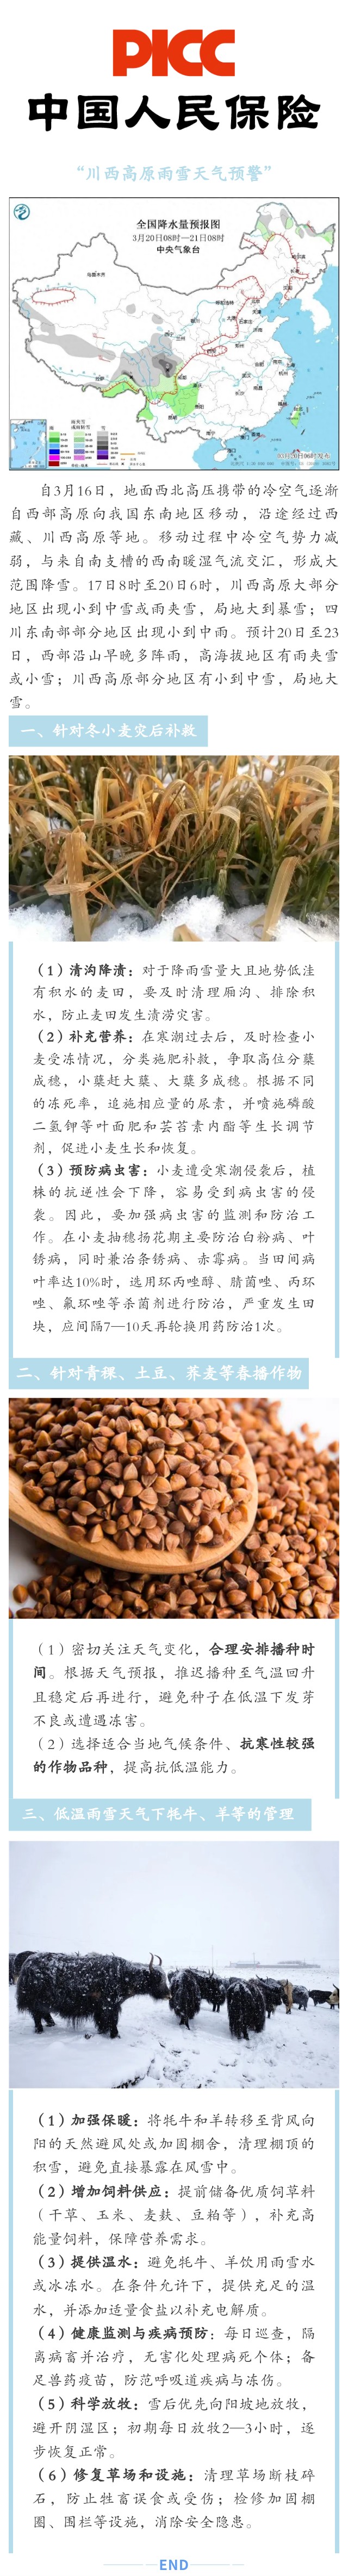 PICC
中国人民保险
“川西高原雨雪天气预警”
全国降水量预报图
3月20日08时—21日08时
中央气象台
自3月16日，地面西北高压携带的冷空气逐渐
自西部高原向我国东南地区移动，沿途经过西
藏、川西高原等地。移动过程中冷空气势力减
弱，与来自南支槽的西南暖湿气流交汇，形成大
范围降雪。17日8时至20日6时，川西高原大部分
地区出现小到中雪或雨夹雪，局地大到暴雪；四
川东南部部分地区出现小到中雨。预计20日至23
日，西部沿山早晚多阵雨，高海拔地区有雨夹雪
或小雪；川西高原部分地区有小到中雪，局地大
雪。
一、针对冬小麦灾后补救
（1）清沟降渍：对于降雨雪量大且地势低洼
有积水的麦田，要及时清理厢沟、排除积
水，防止麦田发生渍涝灾害。
（2）补充营养：在寒潮过去后，及时检查小
麦受冻情况，分类施肥补救，争取高位分蘖
成穗，小蘖赶大蘖、大蘖多成穗。根据不同
的冻死率，追施相应量的尿素，并喷施磷酸
二氢钾等叶面肥和芸苔素内酯等生长调节
剂，促进小麦生长和恢复。
（3）预防病虫害：小麦遭受寒潮侵袭后，植
株的抗逆性会下降，容易受到病虫害的侵
袭。因此，要加强病虫害的监测和防治工
作。在小麦抽穗扬花期主要防治白粉病、叶
锈病，同时兼治条锈病、赤霉病。当田间病
叶率达10%时，选用环丙唑醇、腈菌唑、丙环
唑、氟环唑等杀菌剂进行防治，严重发生田
块，应间隔7—10天再轮换用药防治1次。
二、针对青稞、土豆、荞麦等春播作物
（1）密切关注天气变化，合理安排播种时
间。根据天气预报，推迟播种至气温回升
且稳定后再进行，避免种子在低温下发芽
不良或遭遇冻害。
（2）选择适合当地气候条件、抗寒性较强
的作物品种，提高抗低温能力。
三、低温雨雪天气下牦牛、羊等的管理
（1）加强保暖：将牦牛和羊转移至背风向
阳的天然避风处或加固棚舍，清理棚顶的
积雪，避免直接暴露在风雪中。
（2）增加饲料供应：提前储备优质饲草料
（干草、玉米、麦麸、豆粕等），补充高
能量饲料，保障营养需求。
（3）提供温水：避免牦牛、羊饮用雨雪水
或冰冻水。在条件允许下，提供充足的温
水，并添加适量食盐以补充电解质。
（4）健康监测与疾病预防：每日巡查，隔
离病畜并治疗，无害化处理病死个体；备
足兽药疫苗，防范呼吸道疾病与冻伤。
（5）科学放牧：雪后优先向阳坡地放牧，
避开阴湿区；初期每日放牧2—3小时，逐
步恢复正常。
（6）修复草场和设施：清理草场断枝碎
石，防止牲畜误食或受伤；检修加固棚
圈、围栏等设施，消除安全隐患。
END